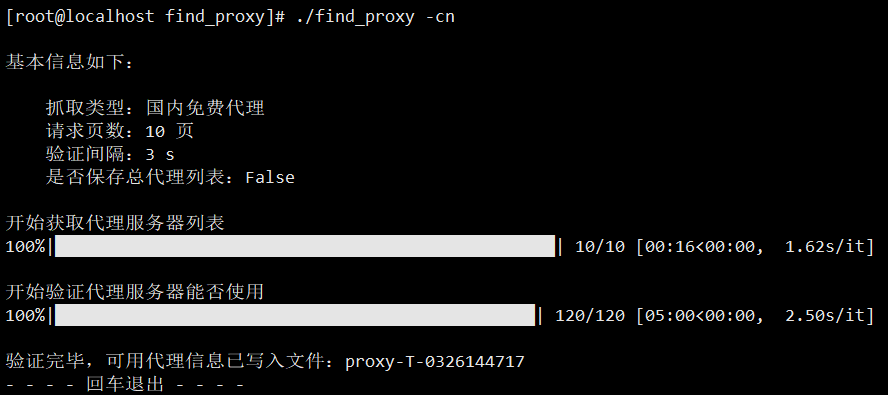 [root@localhost find_proxy]# ./find_proxy -cn
基本信息如下：
抓取类型：国内免费代理
请求页数：10 页
验证间隔：3 s
是否保存总代理列表：False
开始获取代理服务器列表
100%|██████████| 10/10 [00:16<00:00,  1.62s/it]
开始验证代理服务器能否使用
100%|██████████| 120/120 [05:00<00:00,  2.50s/it]
验证完毕，可用代理信息已写入文件：proxy-T-0326144717
- - - - 回车退出 - - - -